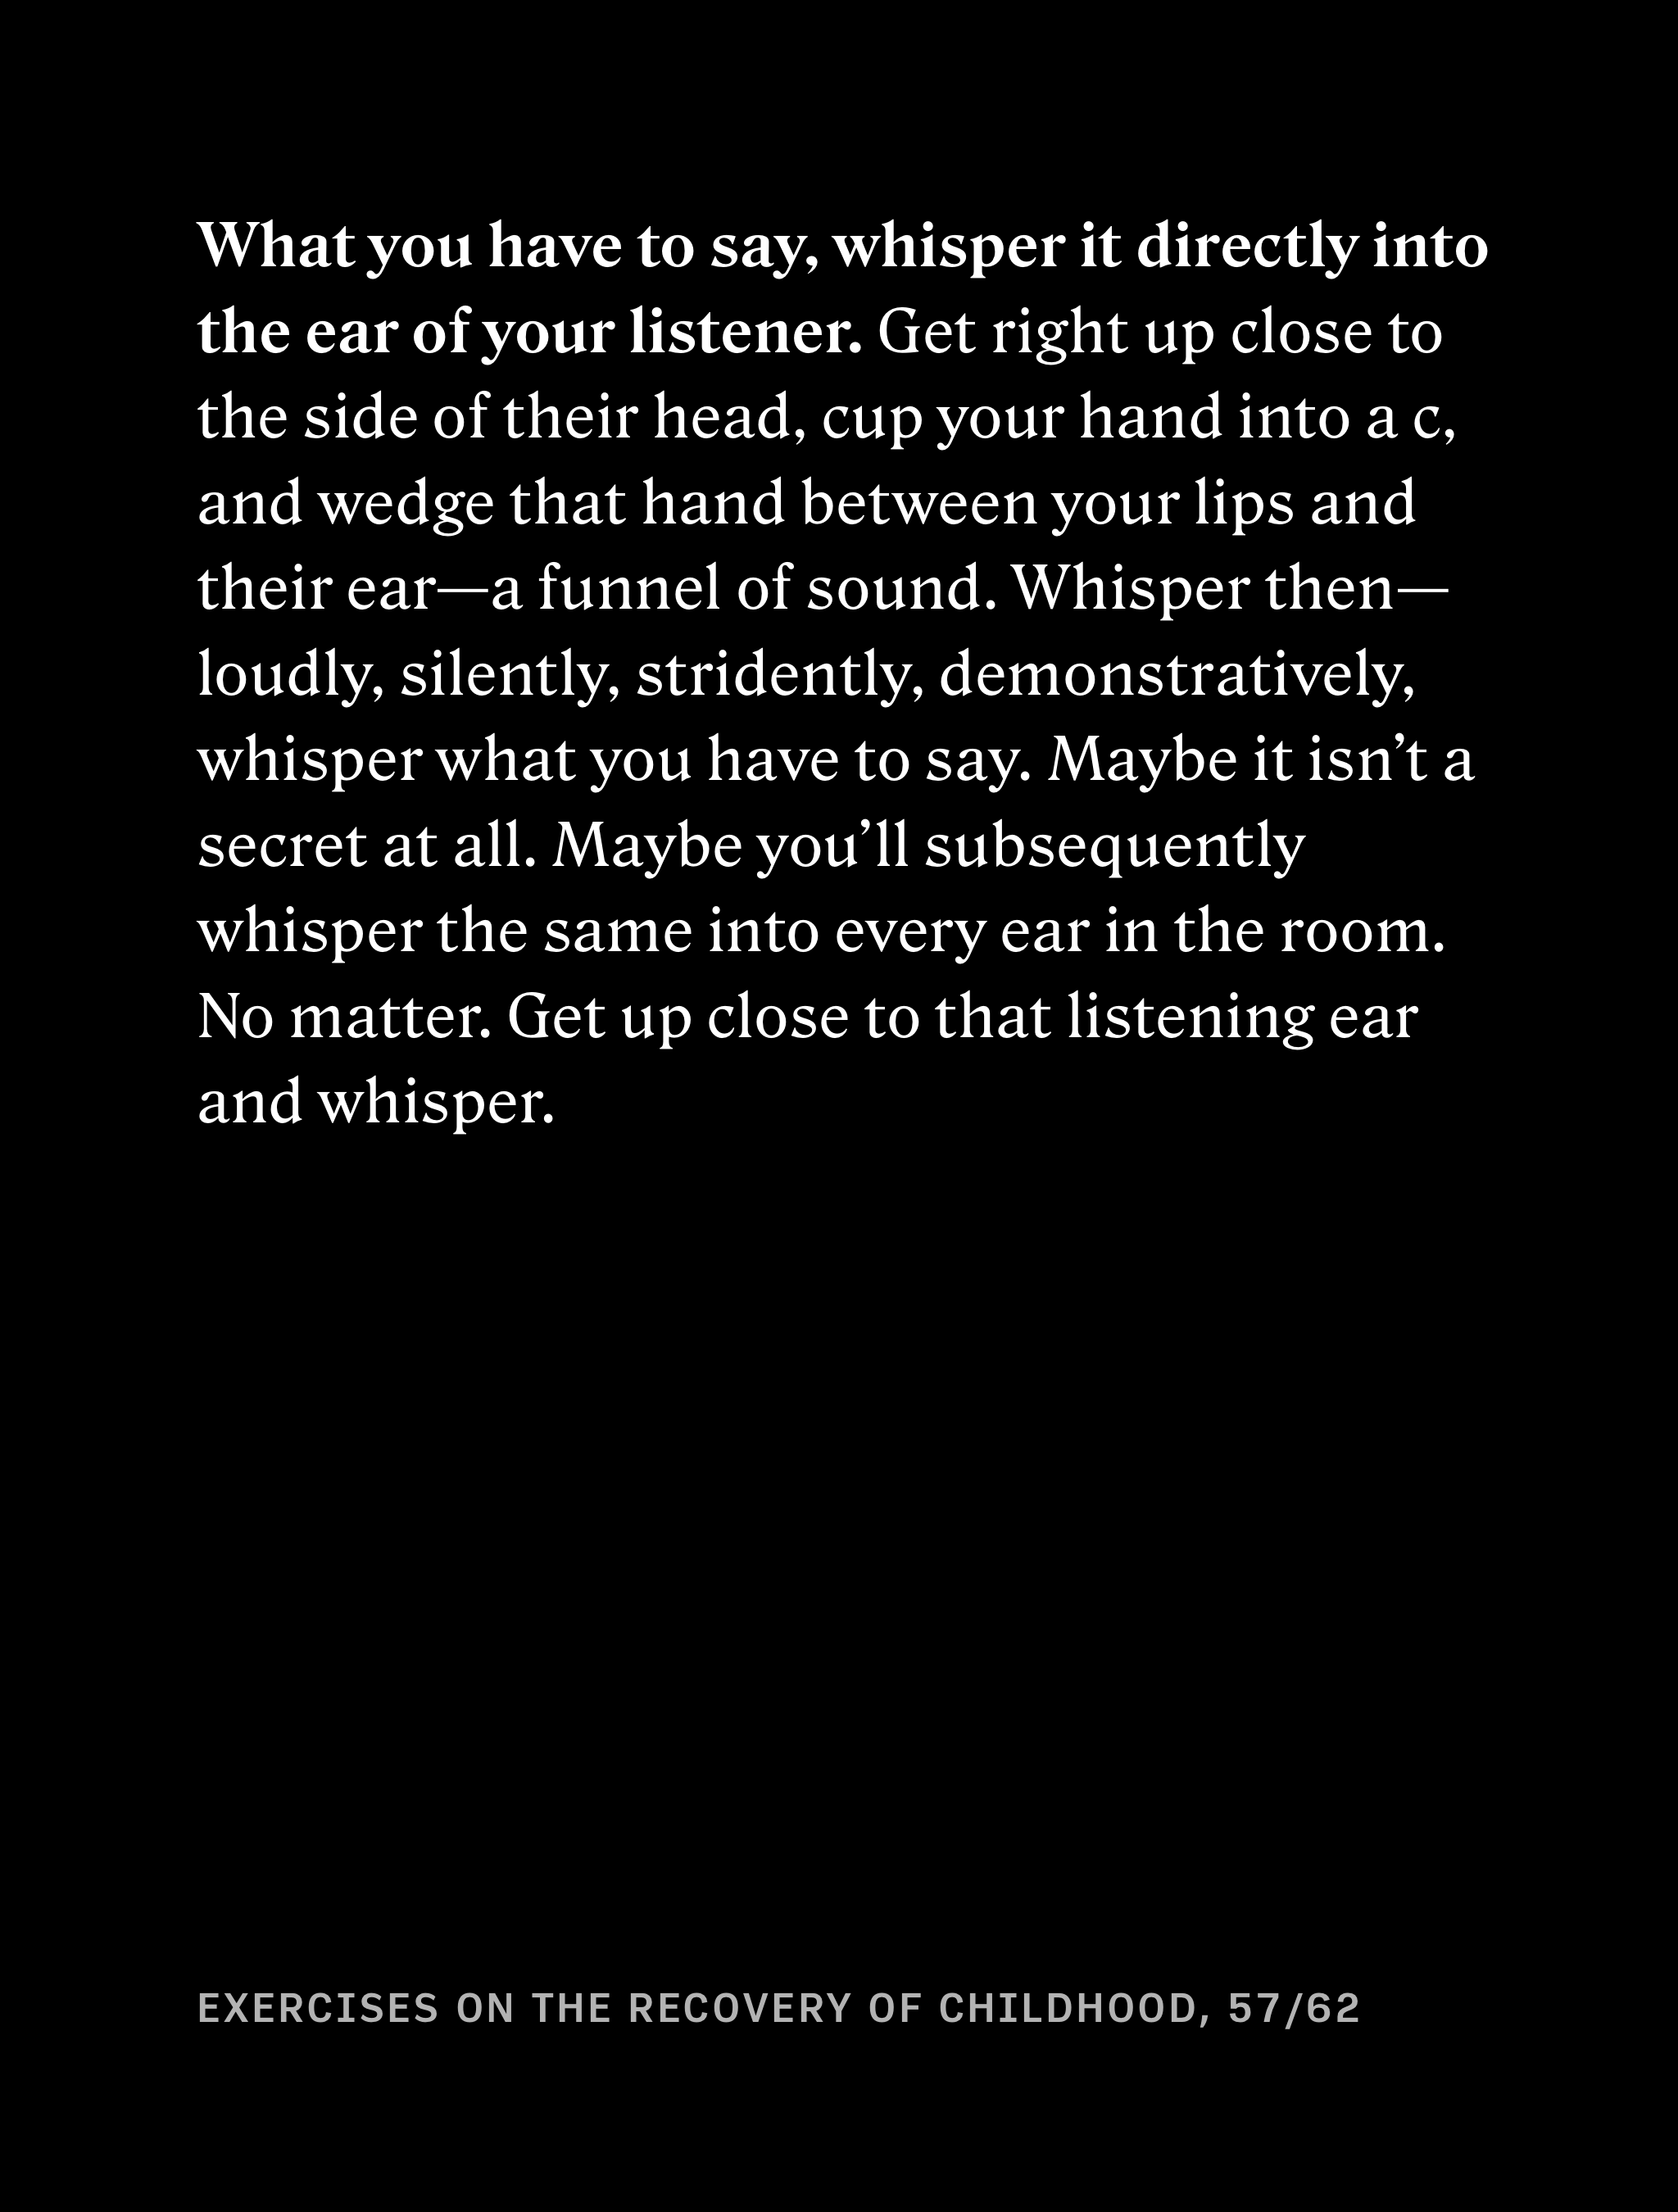 What you have to say, whisper it directly into
the ear of your listener. Get right up close to
the side of their head, cup your hand into a c,
and wedge that hand between your lips and
their ear—a funnel of sound. Whisper then—
loudly, silently, stridently, demonstratively,
whisper what you have to say. Maybe it isn’t a
secret at all. Maybe you’ll subsequently
whisper the same into every ear in the room.
No matter. Get up close to that listening ear
and whisper.
EXERCISES ON THE RECOVERY OF CHILDHOOD, 57/62